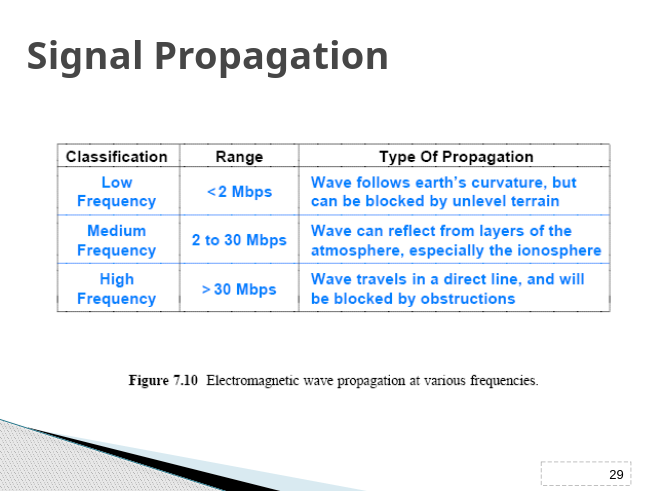 Signal Propagation
Classification Range Type Of Propagation
Low
Frequency
<2 Mbps
Wave follows earth's curvature, but
can be blocked by unlevel terrain
Medium
Frequency
2 to 30 Mbps
Wave can reflect from layers of the
atmosphere, especially the ionosphere
High
Frequency
> 30 Mbps
Wave travels in a direct line, and will
be blocked by obstructions
Figure 7.10 Electromagnetic wave propagation at various frequencies.
29